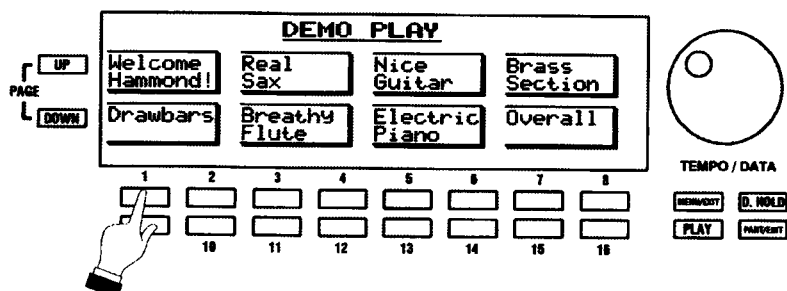 DEMO PLAY
Welcome Hammond!
Real Sax
Nice Guitar
Brass Section
Drawbars
Breathy Flute
Electric Piano
Overall
PAGE
UP
DOWN
TEMPO / DATA
1 2 3 4 5 6 7 8
10 11 12 13 14 15 16
MENU/EXIT D. HOLD
PLAY PART/EDIT